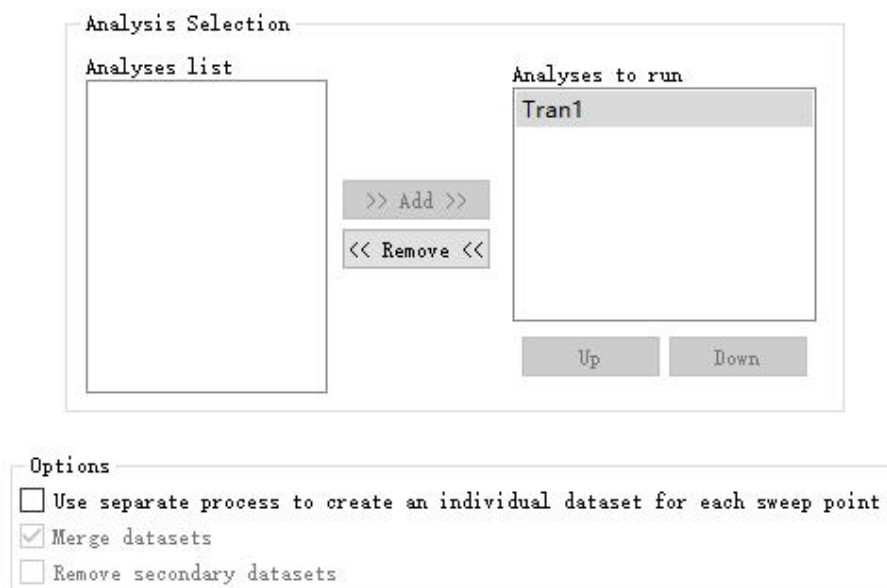 Analysis Selection
Analyses list
Analyses to run
Tran1
>> Add >>
<< Remove <<
Up
Down
Options
Use separate process to create an individual dataset for each sweep point
Merge datasets
Remove secondary datasets